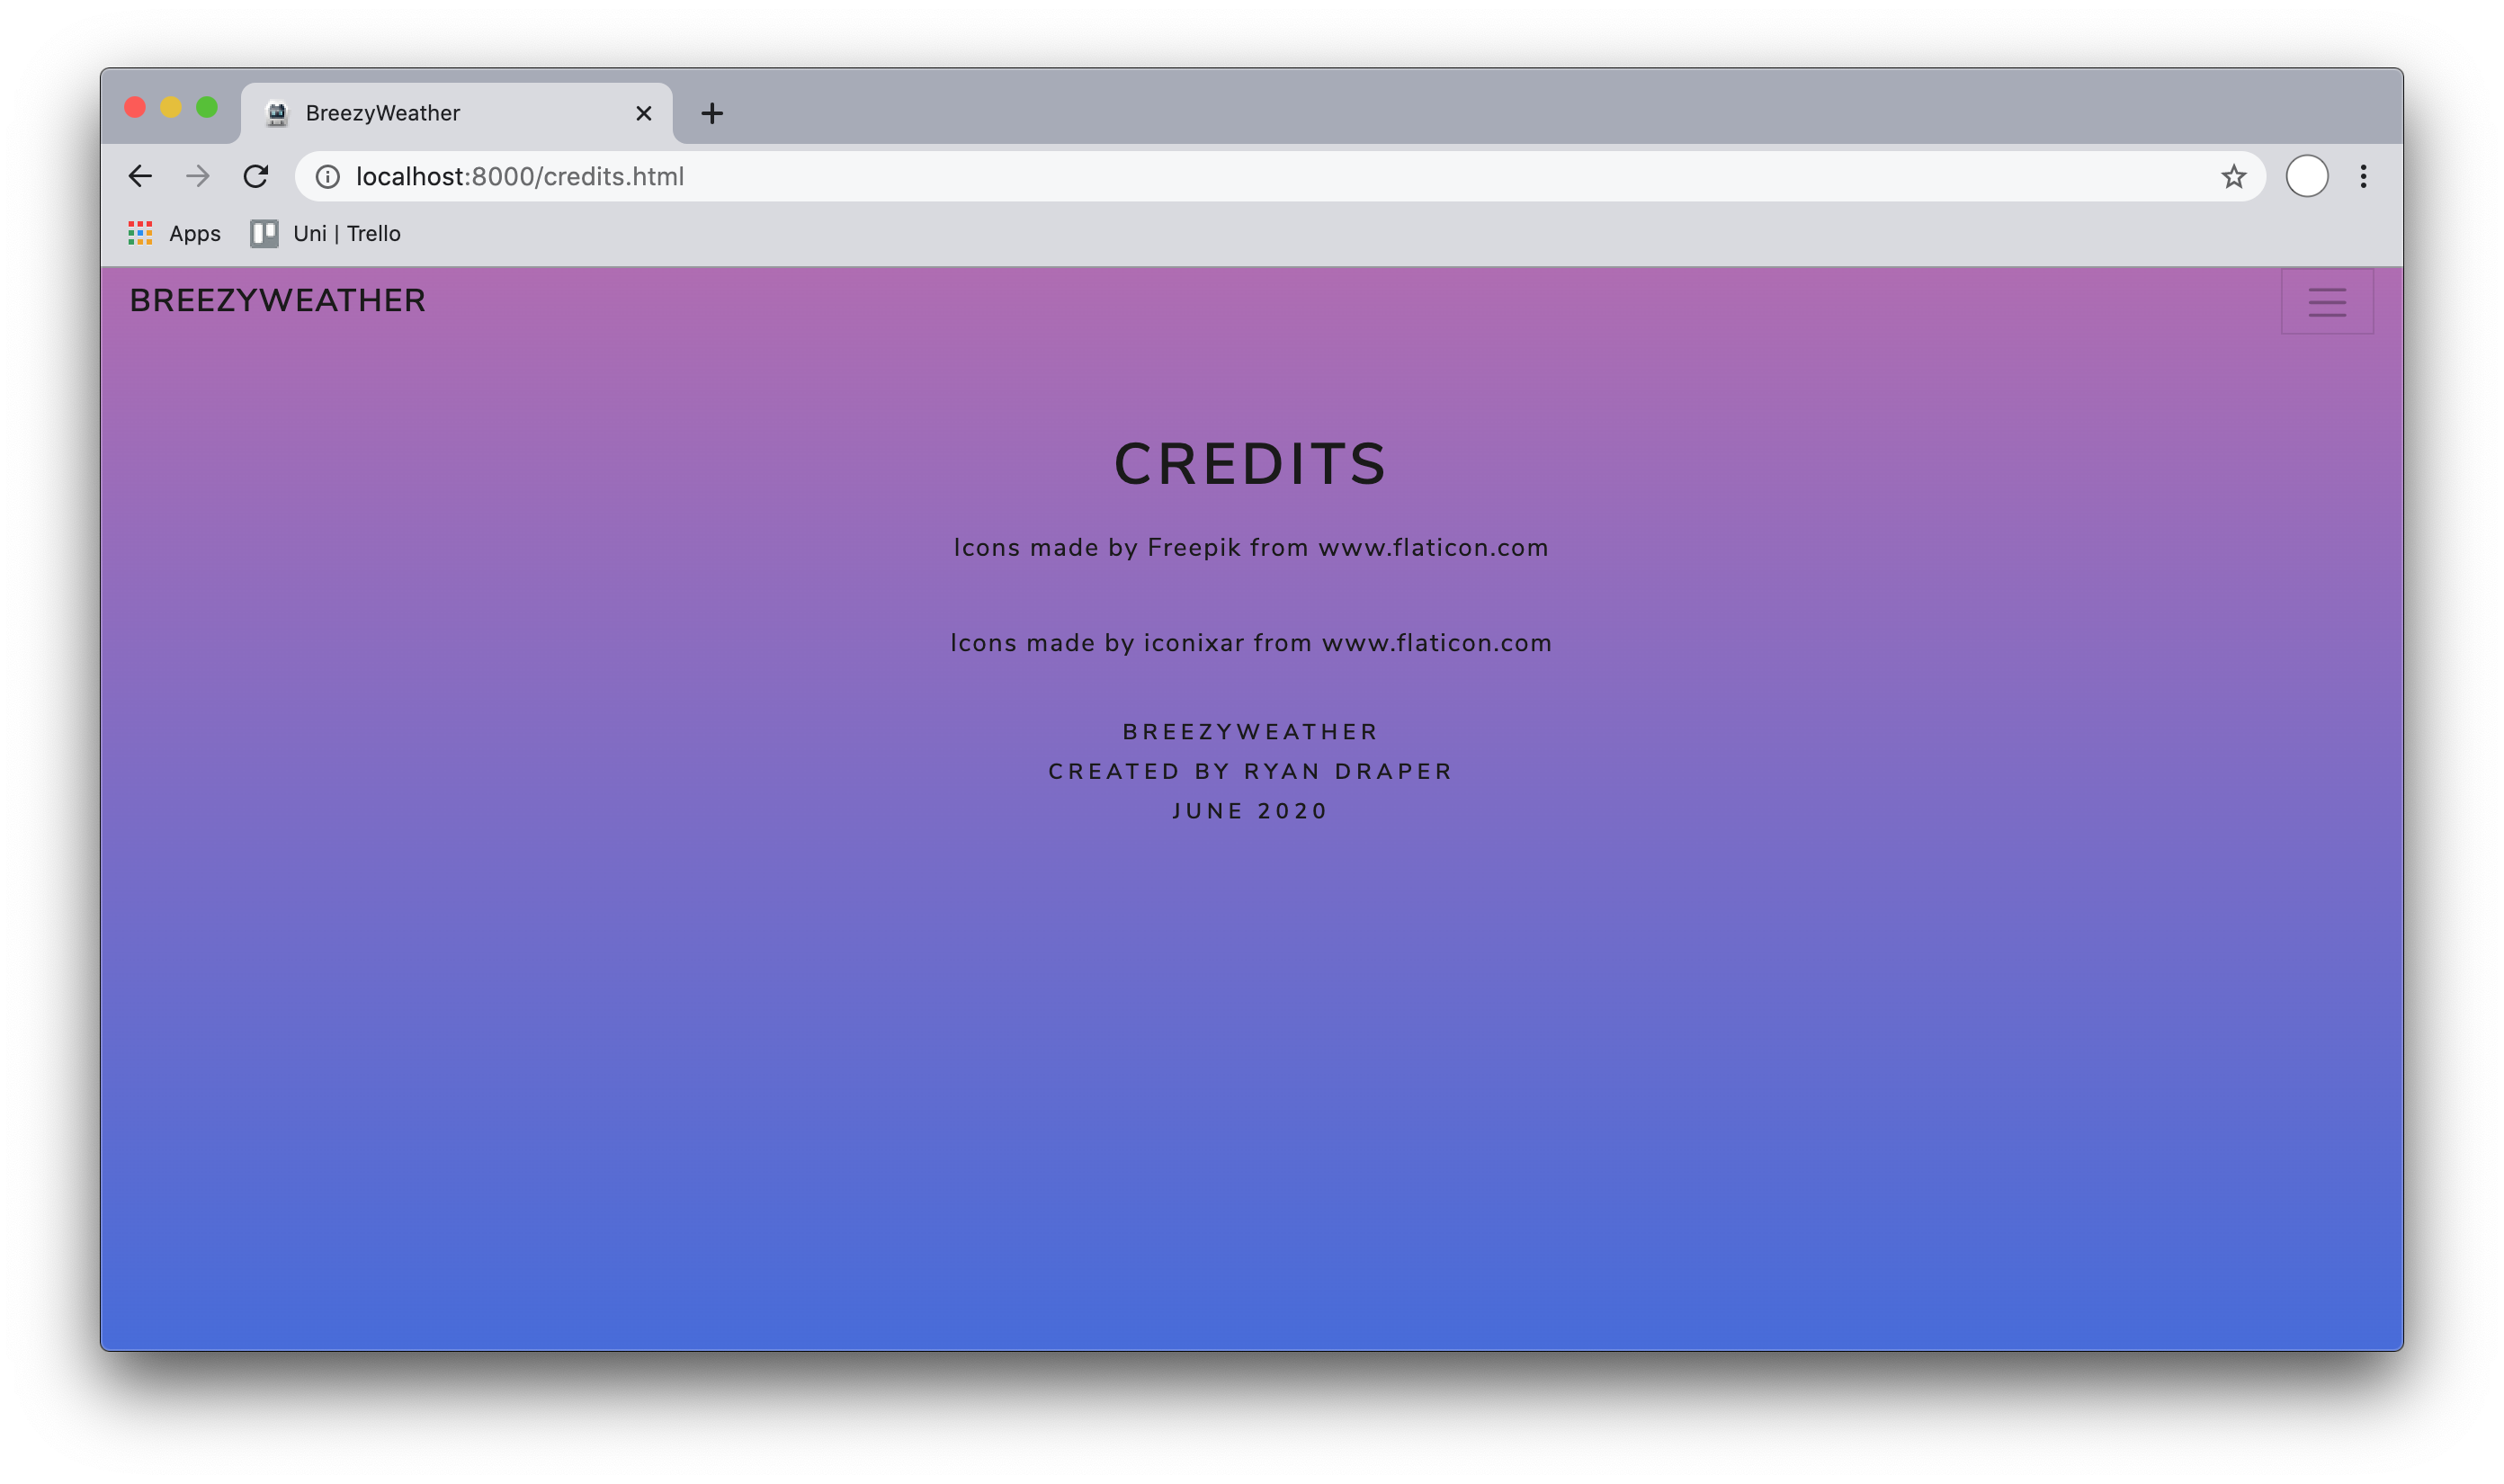 BreezyWeather
localhost:8000/credits.html
Apps
Uni | Trello
BREEZYWEATHER
CREDITS
Icons made by Freepik from www.flaticon.com
Icons made by iconixar from www.flaticon.com
BREEZYWEATHER
CREATED BY RYAN DRAPER
JUNE 2020